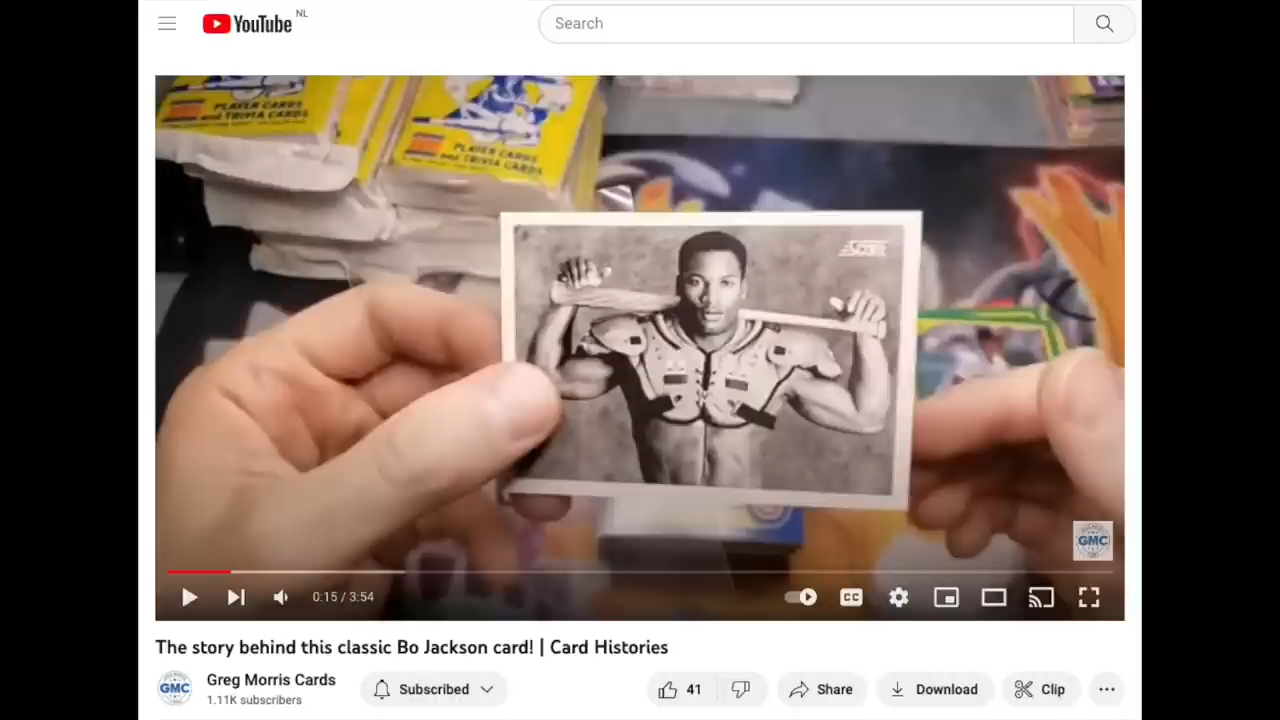 YouTube NL
Search
PLAYER CARDS
and TRIVIA CARDS
PLAYER CARDS
and TRIVIA CARDS
SCORE
GMC
0:15 / 3:54
CC
The story behind this classic Bo Jackson card! | Card Histories
GMC
Greg Morris Cards
1.11K subscribers
Subscribed
41
Share
Download
Clip